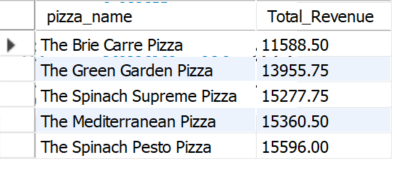 pizza_name Total_Revenue
The Brie Carre Pizza 11588.50
The Green Garden Pizza 13955.75
The Spinach Supreme Pizza 15277.75
The Mediterranean Pizza 15360.50
The Spinach Pesto Pizza 15596.00